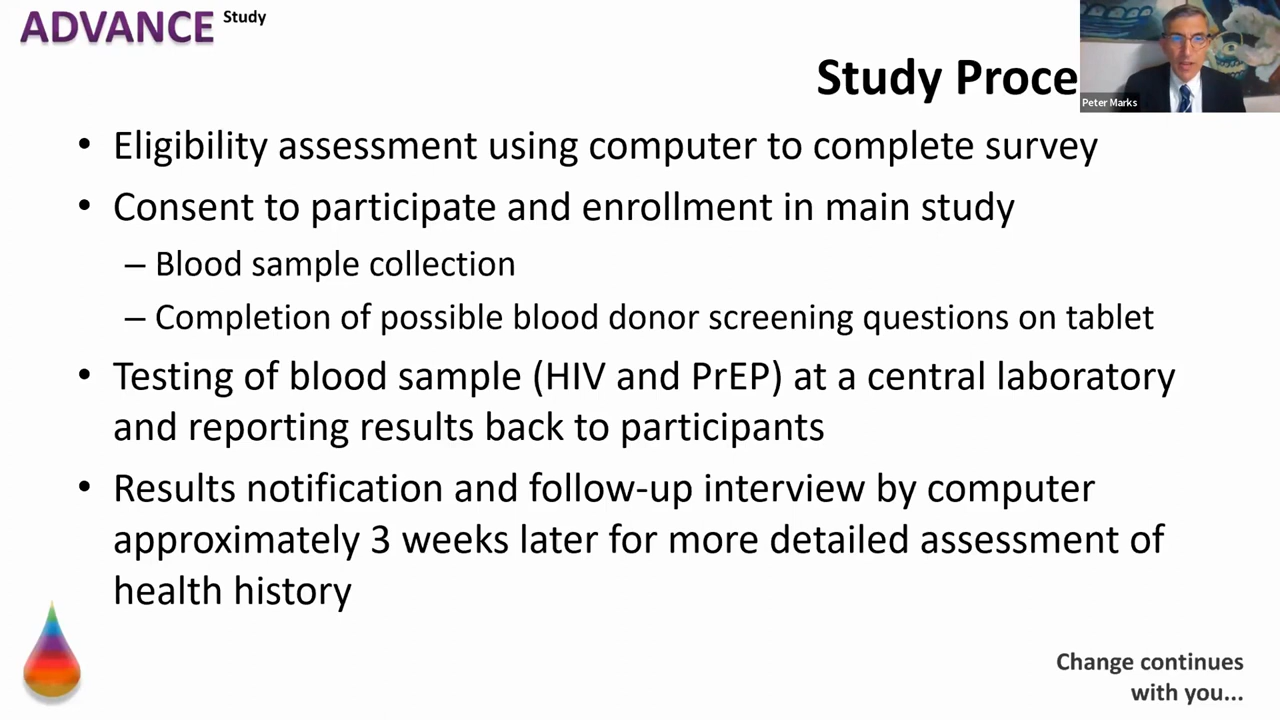 ADVANCE Study
Study Proce
Peter Marks
• Eligibility assessment using computer to complete survey
• Consent to participate and enrollment in main study
– Blood sample collection
– Completion of possible blood donor screening questions on tablet
• Testing of blood sample (HIV and PrEP) at a central laboratory
and reporting results back to participants
• Results notification and follow-up interview by computer
approximately 3 weeks later for more detailed assessment of
health history
Change continues
with you...